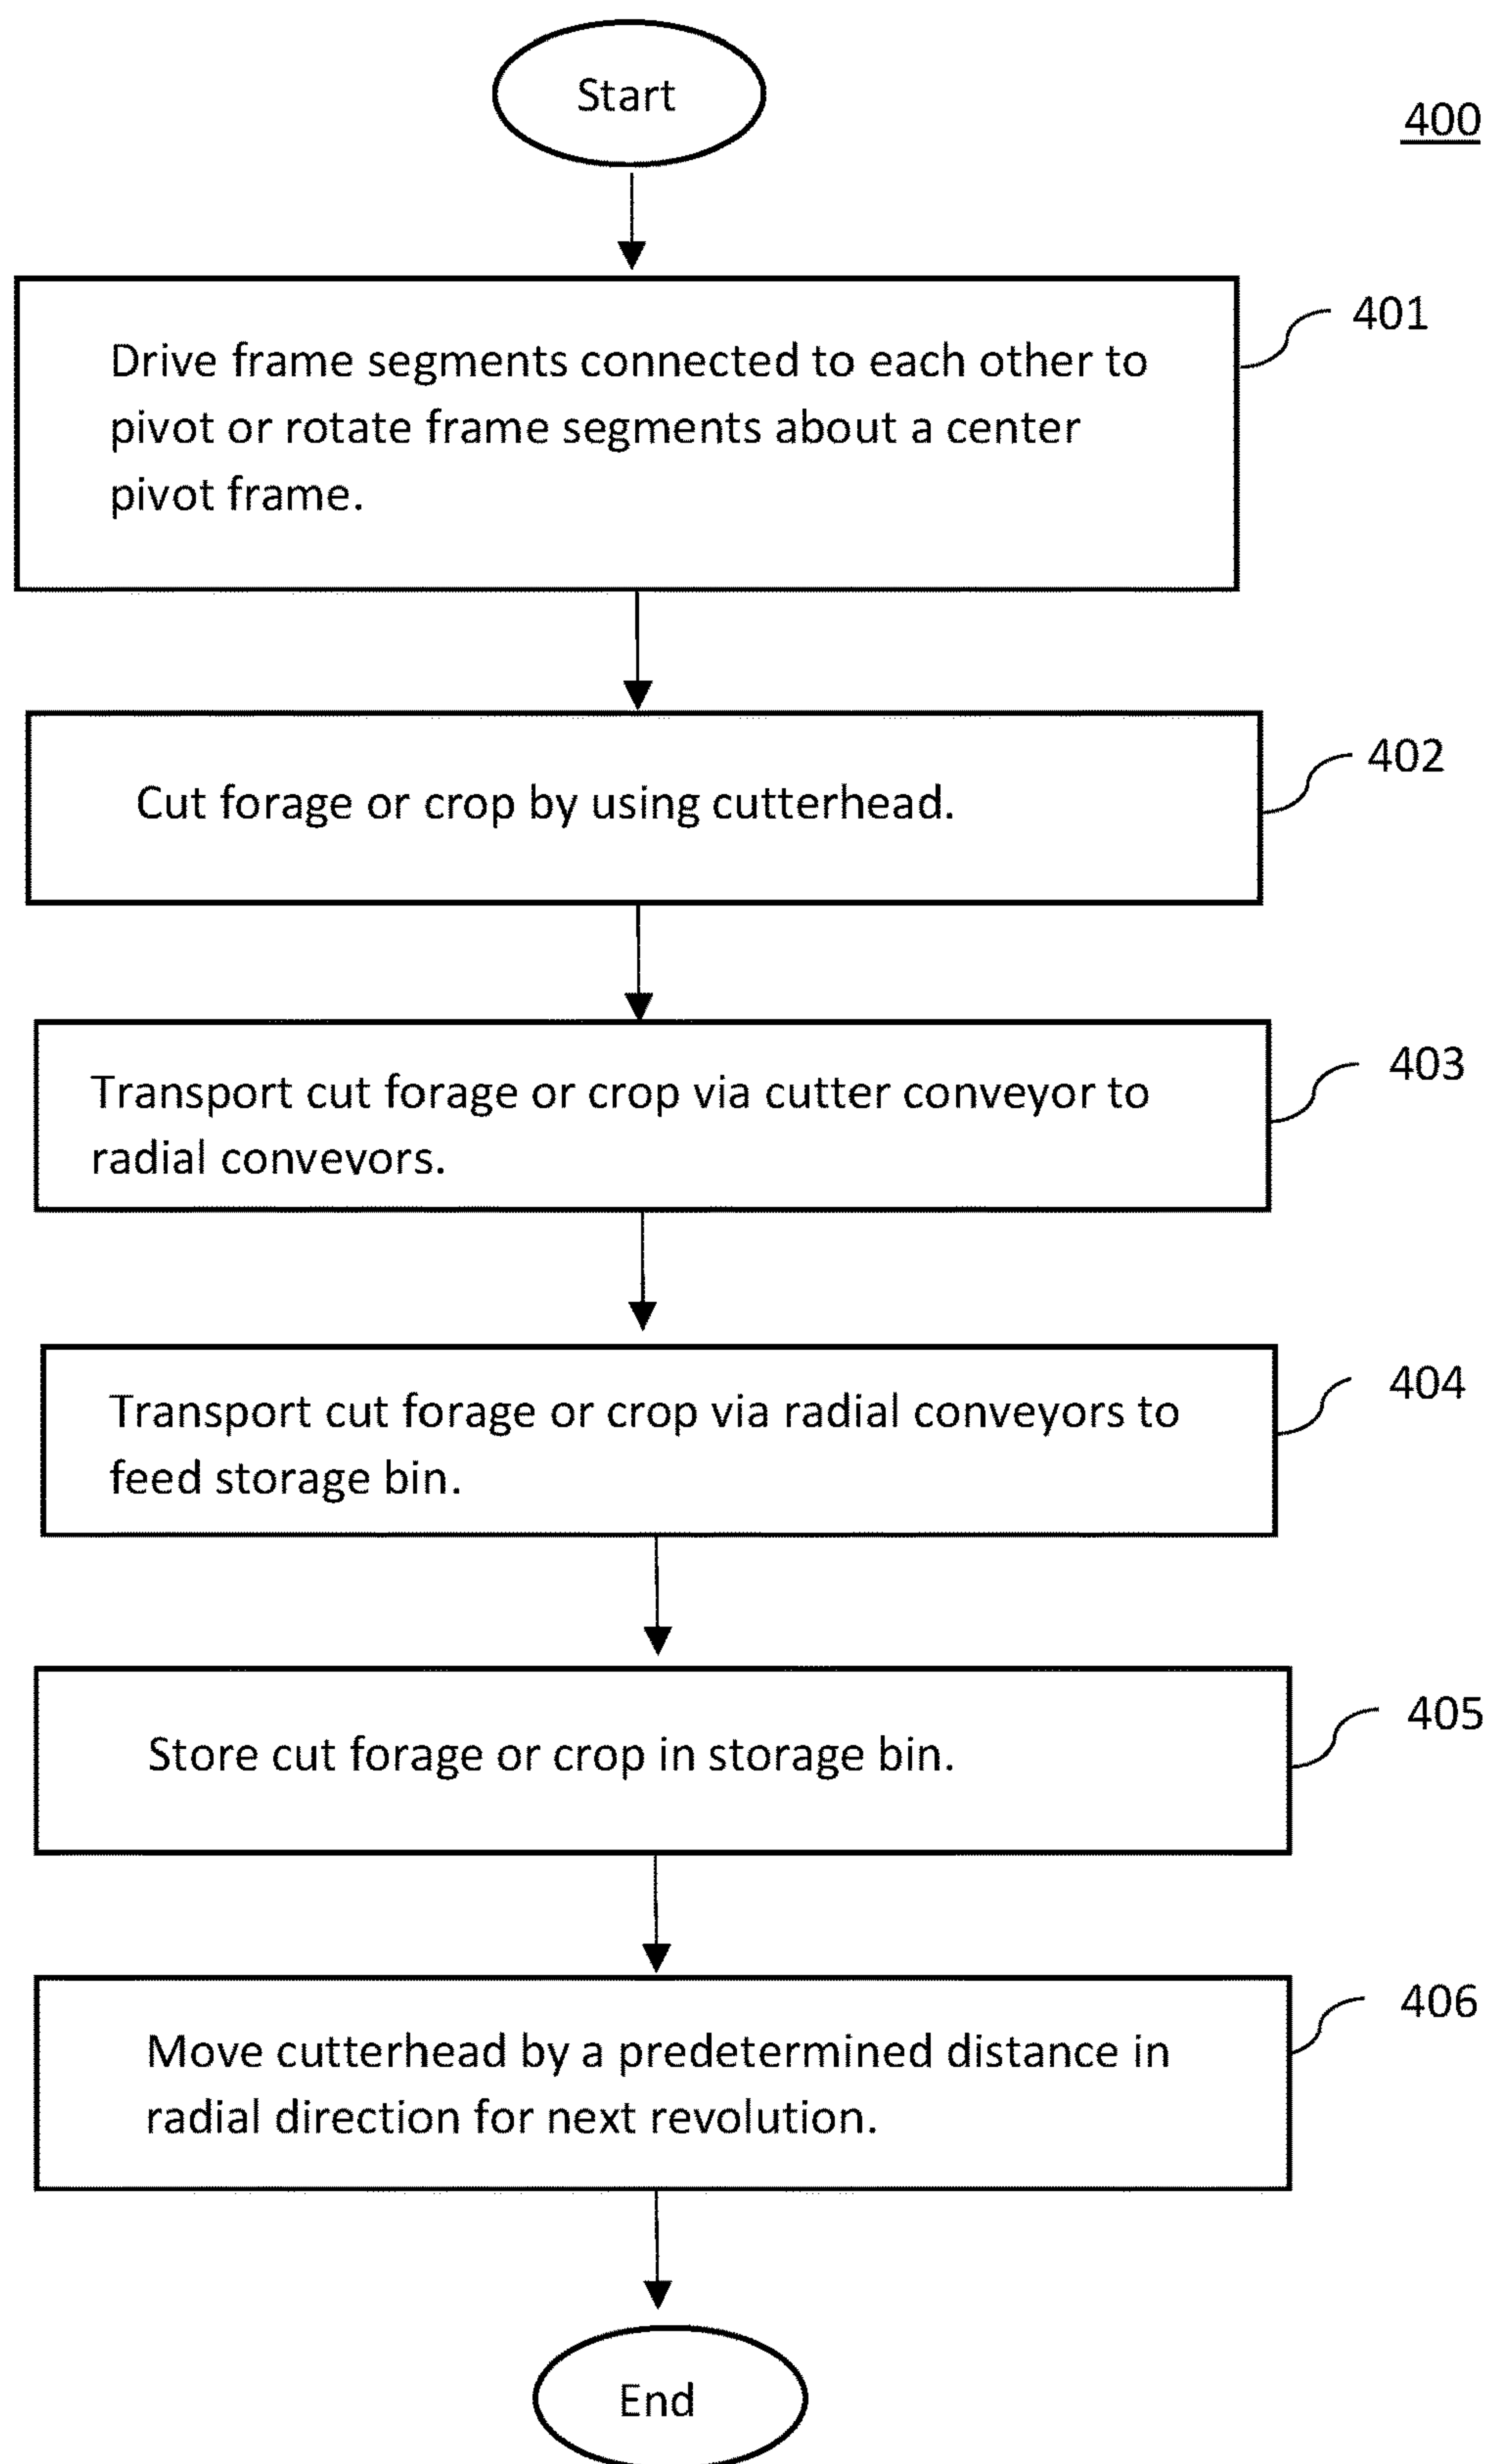 Start
400
401
Drive frame segments connected to each other to
pivot or rotate frame segments about a center
pivot frame.
402
Cut forage or crop by using cutterhead.
403
Transport cut forage or crop via cutter conveyor to
radial convevors.
404
Transport cut forage or crop via radial conveyors to
feed storage bin.
405
Store cut forage or crop in storage bin.
406
Move cutterhead by a predetermined distance in
radial direction for next revolution.
End